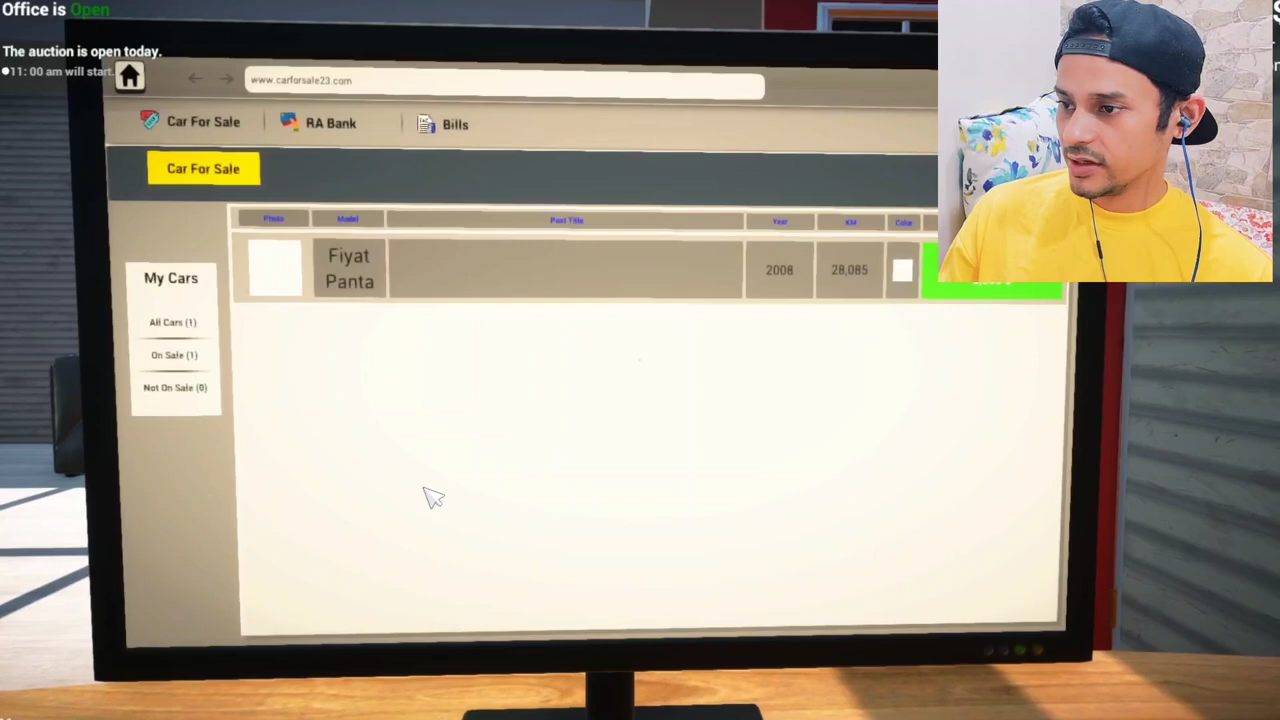 Office is Open
The auction is open today.
11: 00 am will start.
www.carforsale23.com
Car For Sale
RA Bank
Bills
Car For Sale
Photo
Model
Post Title
Year
KM
Color
Fiyat
Panta
2008
28,085
My Cars
All Cars (1)
On Sale (1)
Not On Sale (0)